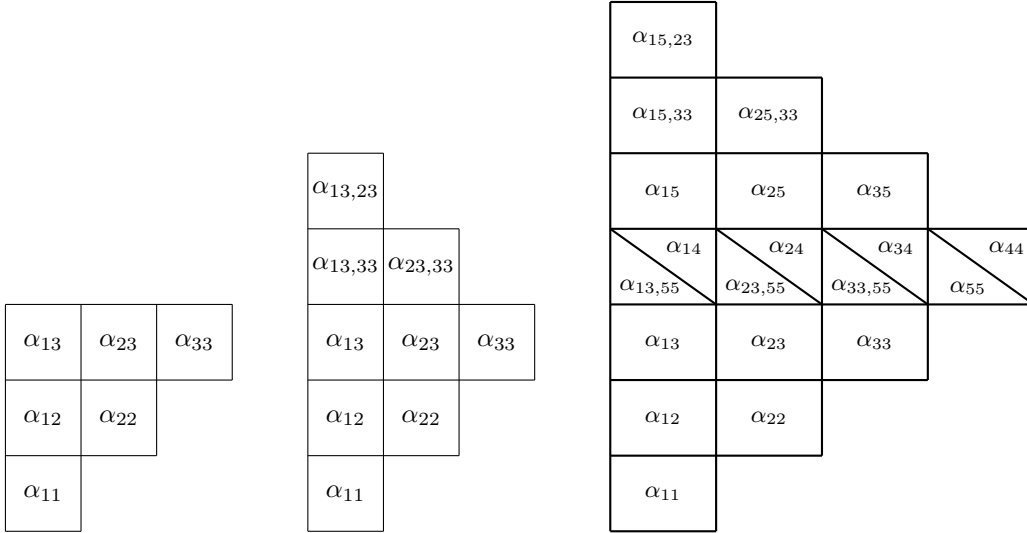 α₁₃ α₂₃ α₃₃
α₁₂ α₂₂
α₁₁
α₁₃,₂₃
α₁₃,₃₃ α₂₃,₃₃
α₁₃ α₂₃ α₃₃
α₁₂ α₂₂
α₁₁
α₁₅,₂₃
α₁₅,₃₃ α₂₅,₃₃
α₁₅ α₂₅ α₃₅
α₁₄ α₂₄ α₃₄ α₄₄
α₁₃,₅₅ α₂₃,₅₅ α₃₃,₅₅ α₅₅
α₁₃ α₂₃ α₃₃
α₁₂ α₂₂
α₁₁